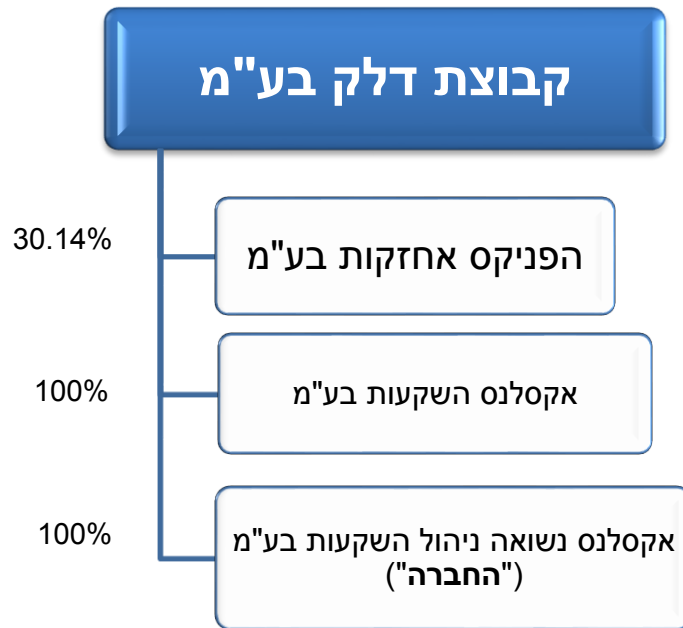 קבוצת דלק בע"מ
30.14%
הפניקס אחזקות בע"מ
100%
אקסלנס השקעות בע"מ
100%
אקסלנס נשואה ניהול השקעות בע"מ
("החברה")